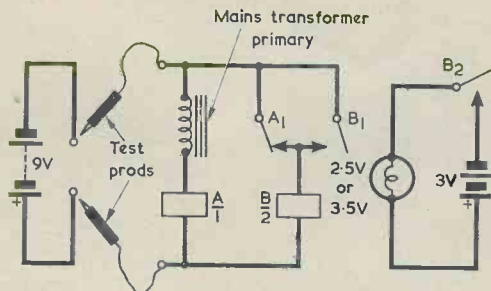 Mains transformer
primary
B2
A1
B1
9V
Test
prods
+
A
1
B
2
2·5V
or
3·5V
3V
+